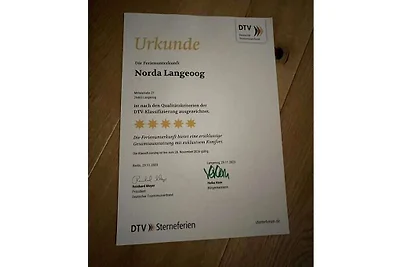 DTV
Urkunde
Die Ferienunterkunft
Norda Langeoog
ist nach den Qualitätskriterien der
DTV-Klassifizierung ausgezeichnet.
Die Ferienunterkunft bietet eine erstklassige
Gesamtausstattung mit exklusivem Komfort.
Reinhard Meyer
Präsident
Deutscher Tourismusverband
DTV Sterneferien
sterneferien.de